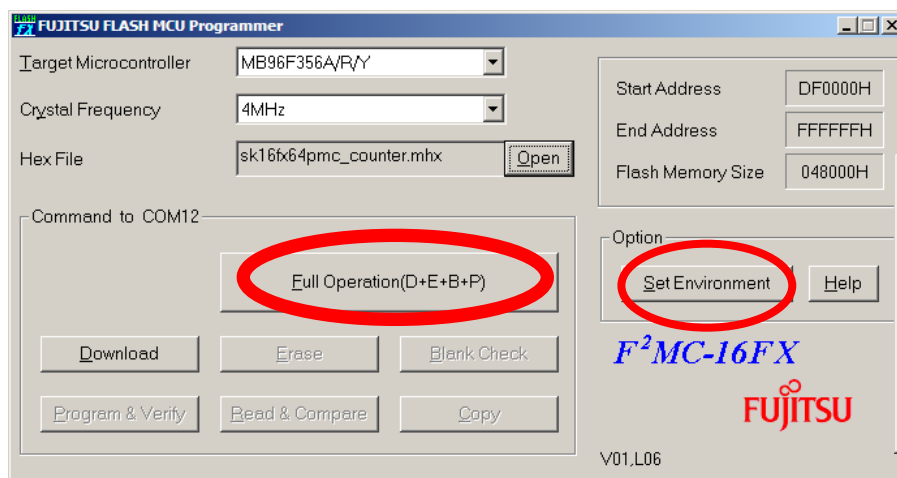 FLASH
FX FUJITSU FLASH MCU Programmer
Target Microcontroller MB96F356A/R/Y
Crystal Frequency 4MHz
Hex File sk16fx64pmc_counter.mhx Open
Start Address DF0000H
End Address FFFFFFH
Flash Memory Size 048000H
Command to COM12
Full Operation(D+E+B+P)
Download Erase Blank Check
Program & Verify Read & Compare Copy
Option
Set Environment Help
F²MC-16FX
FUJITSU
V01,L06